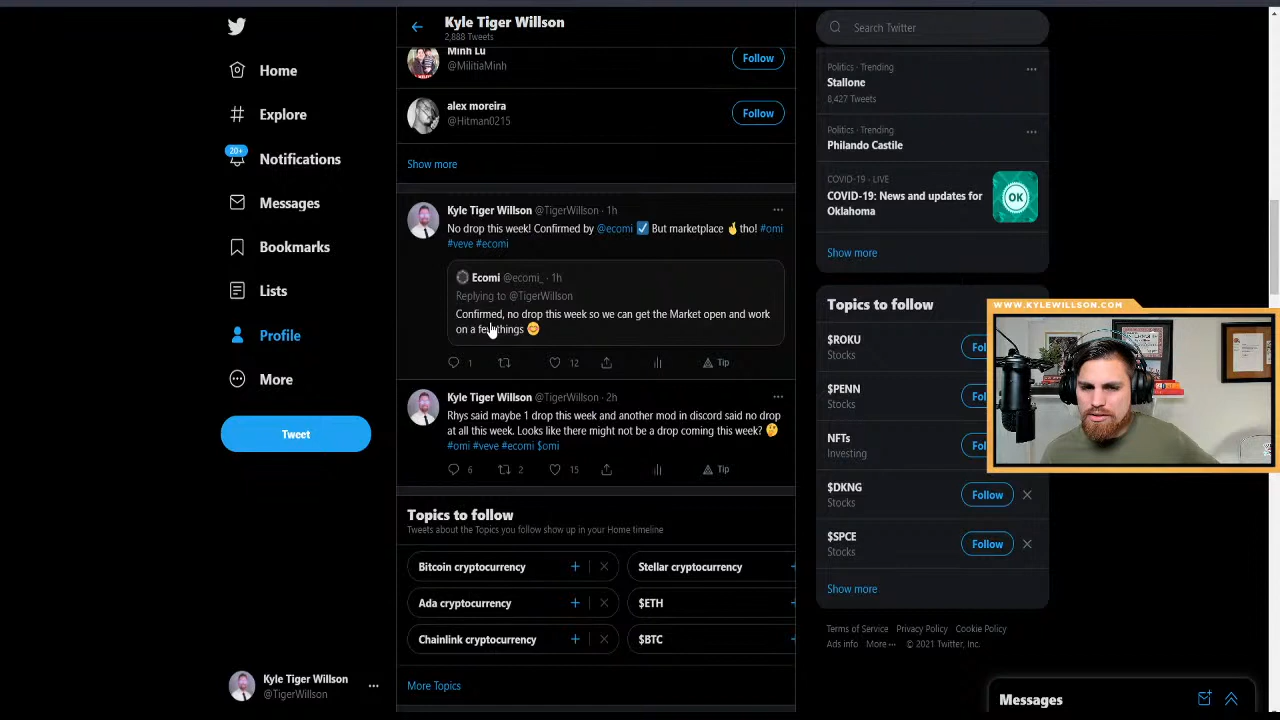 Home
Explore
20+
Notifications
Messages
Bookmarks
Lists
Profile
More
Tweet
Kyle Tiger Willson
@TigerWillson
Kyle Tiger Willson
2,888 Tweets
Minh Lu
@MilitiaMinh
Follow
alex moreira
@Hitman0215
Follow
Show more
Kyle Tiger Willson @TigerWillson · 1h
No drop this week! Confirmed by @ecomi ☑ But marketplace 🤞 tho! #omi
#veve #ecomi
Ecomi @ecomi_ · 1h
Replying to @TigerWillson
Confirmed, no drop this week so we can get the Market open and work
on a few things 😊
1 12 Tip
Kyle Tiger Willson @TigerWillson · 2h
Rhys said maybe 1 drop this week and another mod in discord said no drop
at all this week. Looks like there might not be a drop coming this week? 🤔
#omi #veve #ecomi $omi
6 2 15 Tip
Topics to follow
Tweets about the Topics you follow show up in your Home timeline
Bitcoin cryptocurrency Stellar cryptocurrency
Ada cryptocurrency $ETH
Chainlink cryptocurrency $BTC
More Topics
Search Twitter
Politics · Trending
Stallone
8,427 Tweets
Politics · Trending
Philando Castile
COVID-19 · LIVE
COVID-19: News and updates for
Oklahoma
OK
Show more
Topics to follow
$ROKU
Stocks
Fol
$PENN
Stocks
Fol
NFTs
Investing
Fol
$DKNG
Stocks
Follow
$SPCE
Stocks
Follow
Show more
Terms of Service Privacy Policy Cookie Policy
Ads info More © 2021 Twitter, Inc.
WWW.KYLEWILLSON.COM
Messages